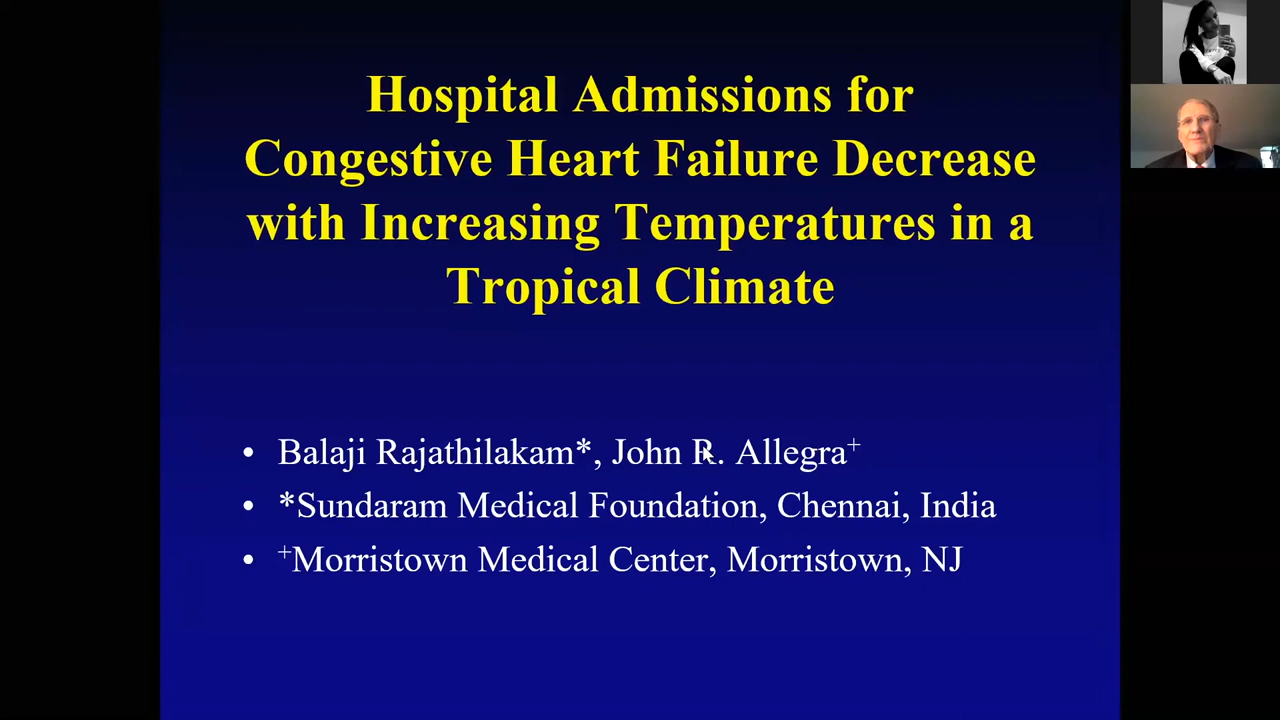 Hospital Admissions for
Congestive Heart Failure Decrease
with Increasing Temperatures in a
Tropical Climate
• Balaji Rajathilakam*, John R. Allegra+
• *Sundaram Medical Foundation, Chennai, India
• +Morristown Medical Center, Morristown, NJ